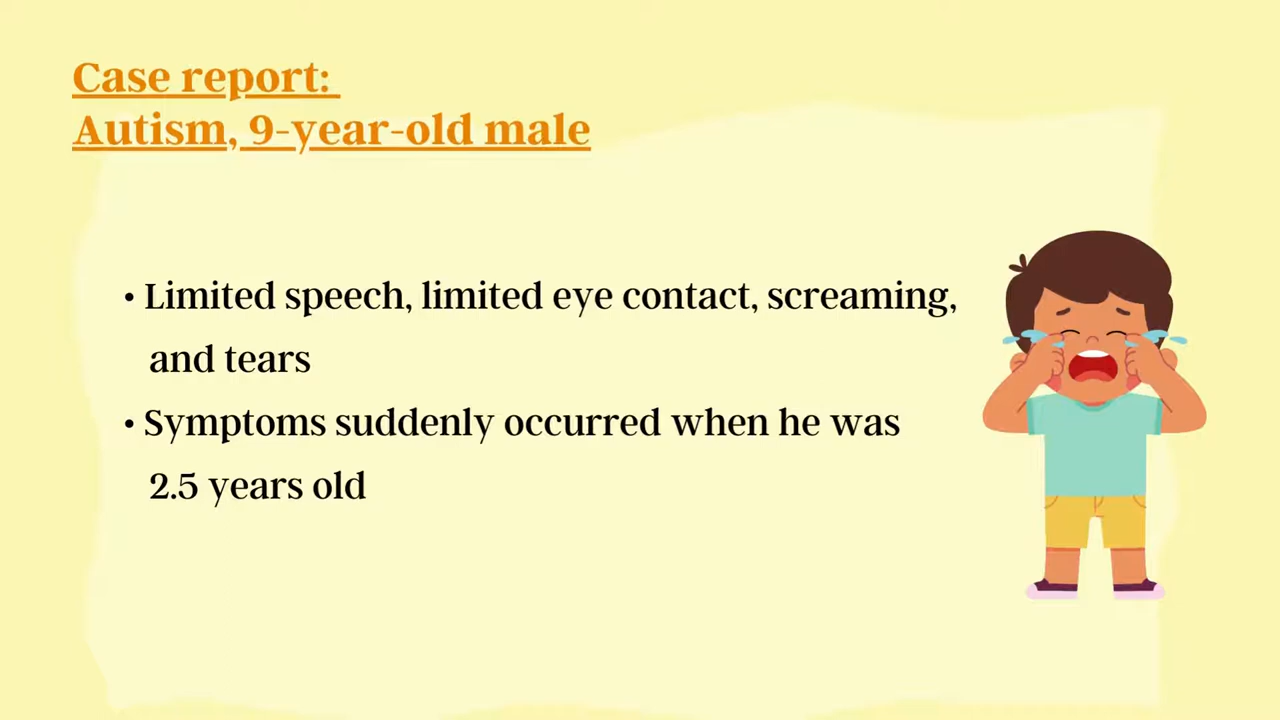 Case report:
Autism, 9-year-old male
• Limited speech, limited eye contact, screaming,
and tears
• Symptoms suddenly occurred when he was
2.5 years old